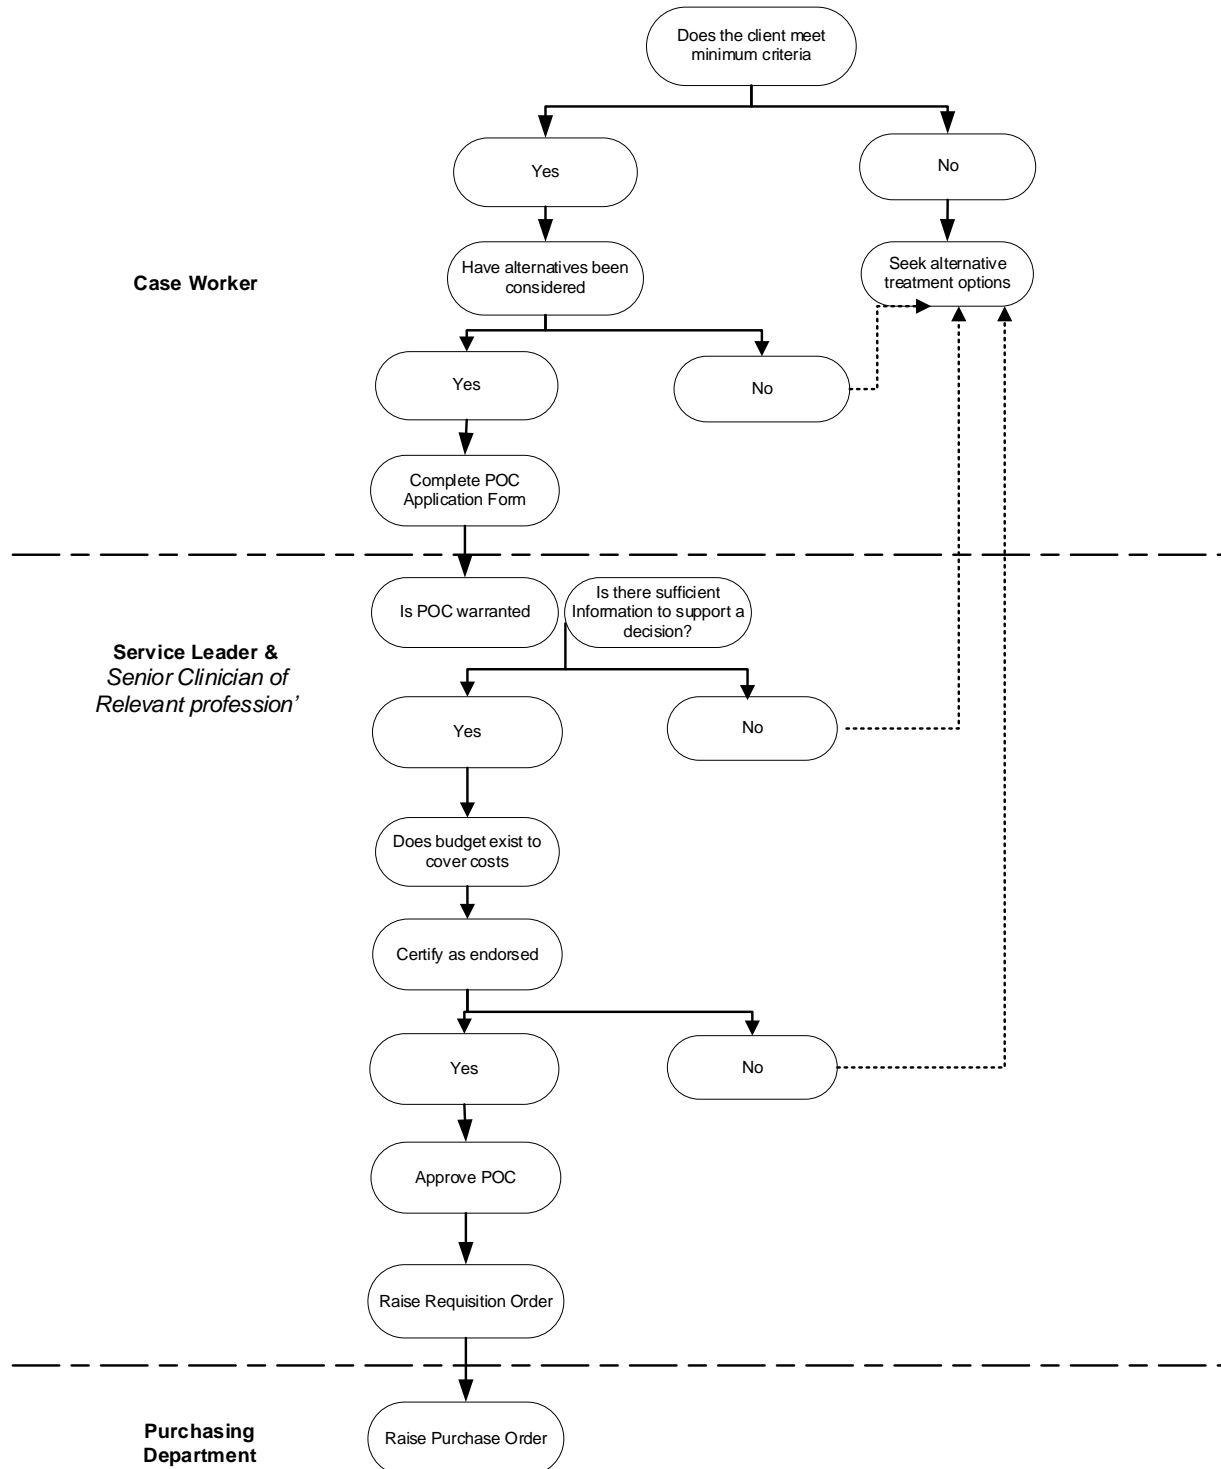 Does the client meet
minimum criteria
Yes
No
Have alternatives been
considered
Seek alternative
treatment options
Case Worker
Yes
No
Complete POC
Application Form
Is POC warranted
Is there sufficient
Information to support a
decision?
Service Leader &
Senior Clinician of
Relevant profession’
Yes
No
Does budget exist to
cover costs
Certify as endorsed
Yes
No
Approve POC
Raise Requisition Order
Purchasing
Department
Raise Purchase Order